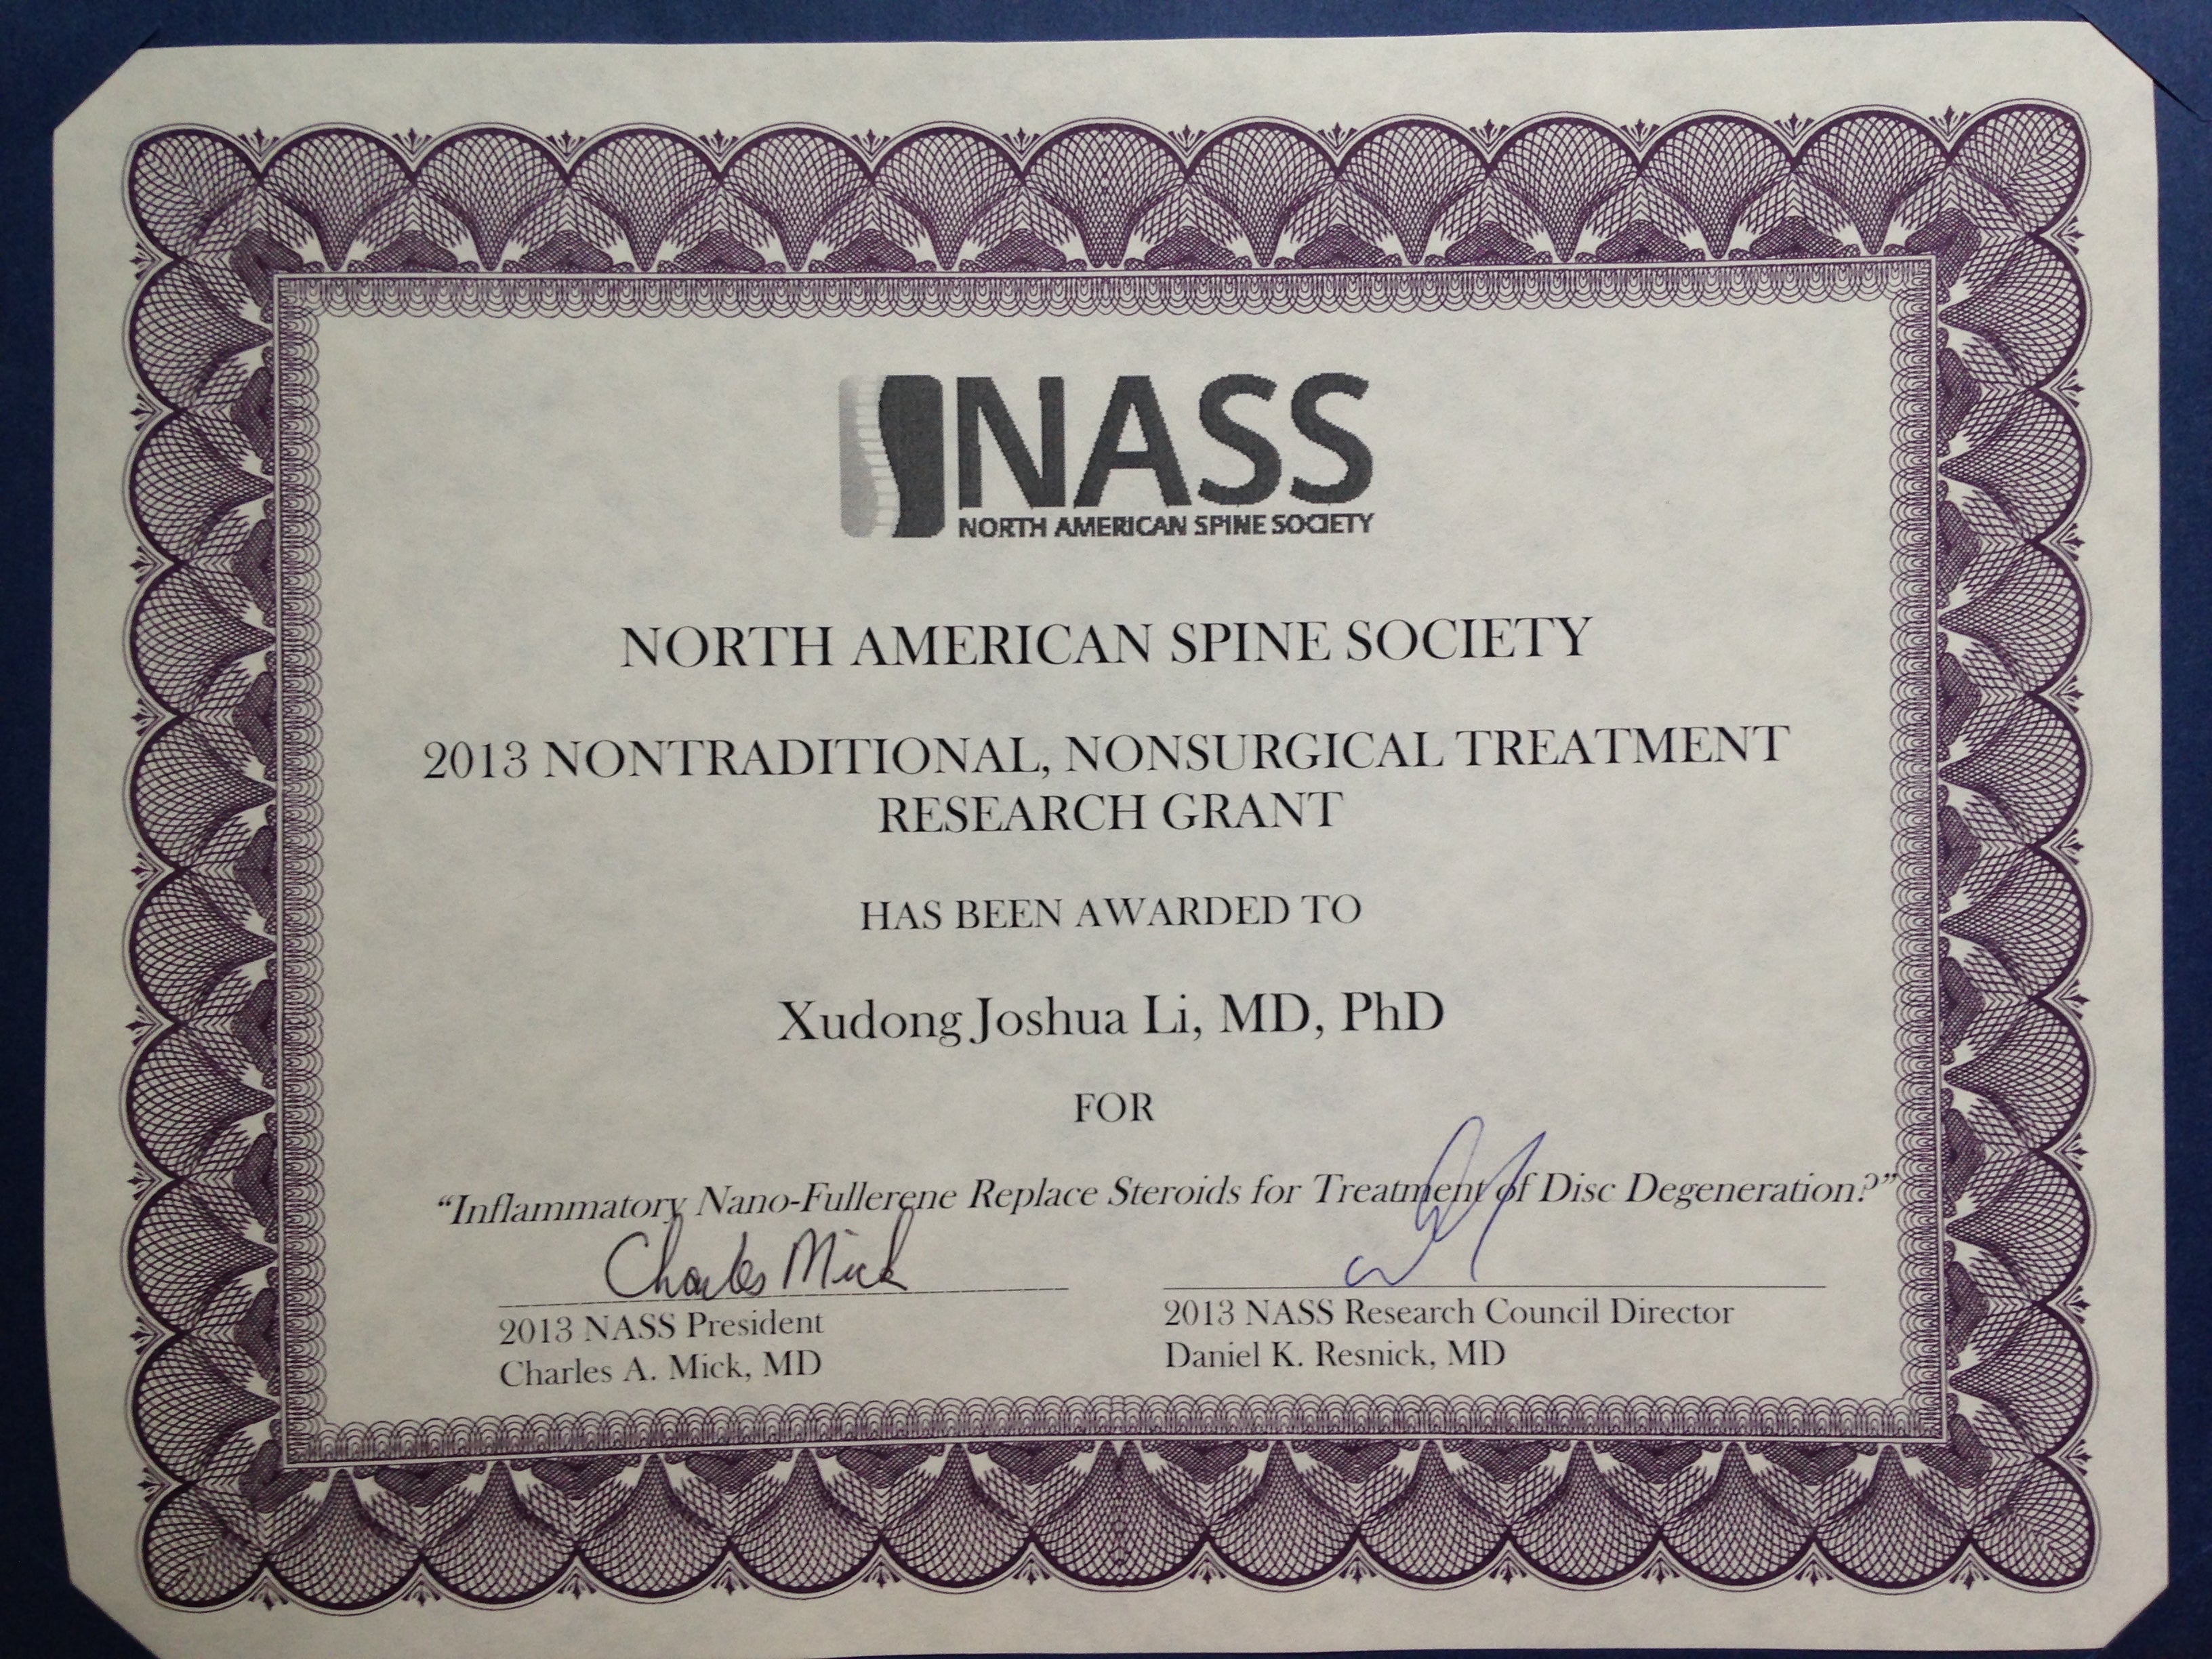 NASS
NORTH AMERICAN SPINE SOCIETY
NORTH AMERICAN SPINE SOCIETY
2013 NONTRADITIONAL, NONSURGICAL TREATMENT
RESEARCH GRANT
HAS BEEN AWARDED TO
Xudong Joshua Li, MD, PhD
FOR
“Inflammatory Nano-Fullerene Replace Steroids for Treatment of Disc Degeneration?”
Charles Mick
2013 NASS President
Charles A. Mick, MD
2013 NASS Research Council Director
Daniel K. Resnick, MD